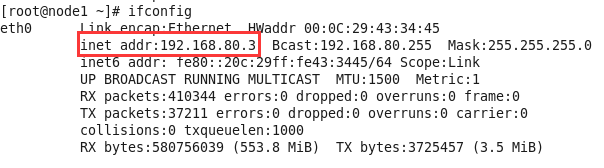 [root@node1 ~]# ifconfig
eth0 Link encap:Ethernet HWaddr 00:0C:29:43:34:45
inet addr:192.168.80.3 Bcast:192.168.80.255 Mask:255.255.255.0
inet6 addr: fe80::20c:29ff:fe43:3445/64 Scope:Link
UP BROADCAST RUNNING MULTICAST MTU:1500 Metric:1
RX packets:410344 errors:0 dropped:0 overruns:0 frame:0
TX packets:37211 errors:0 dropped:0 overruns:0 carrier:0
collisions:0 txqueuelen:1000
RX bytes:580756039 (553.8 MiB) TX bytes:3725457 (3.5 MiB)